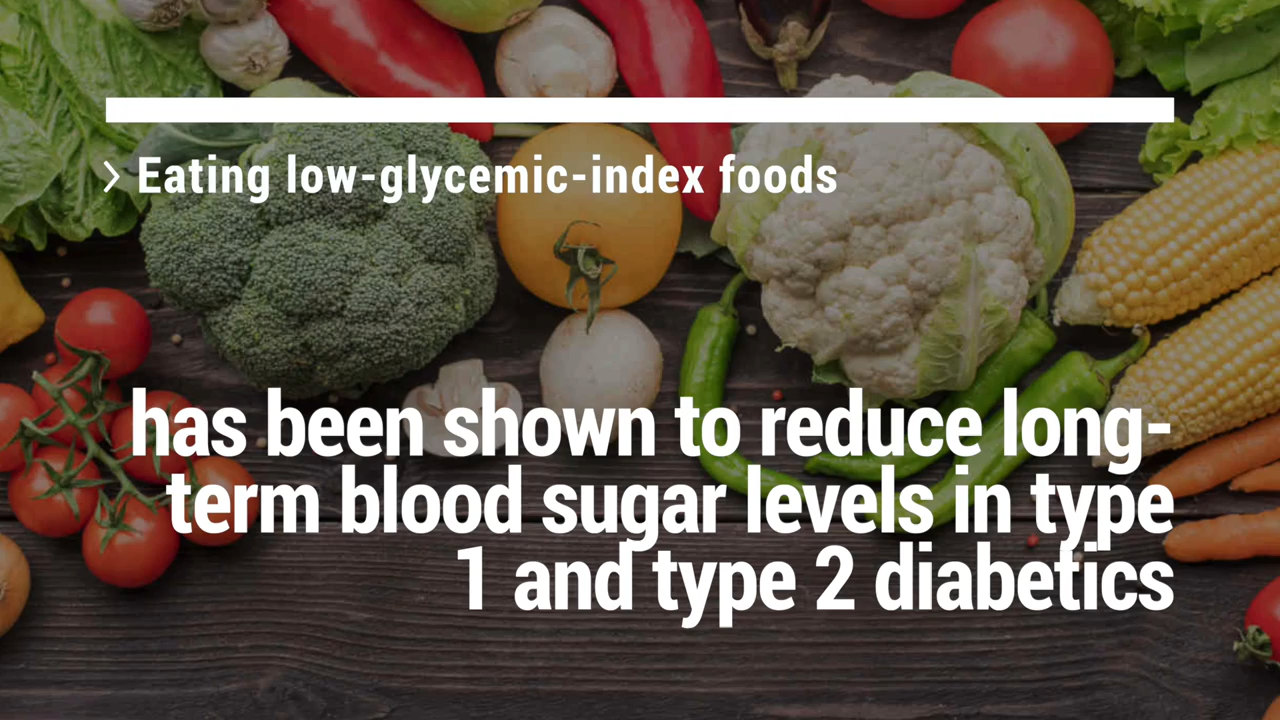 > Eating low-glycemic-index foods
has been shown to reduce long-
term blood sugar levels in type
1 and type 2 diabetics